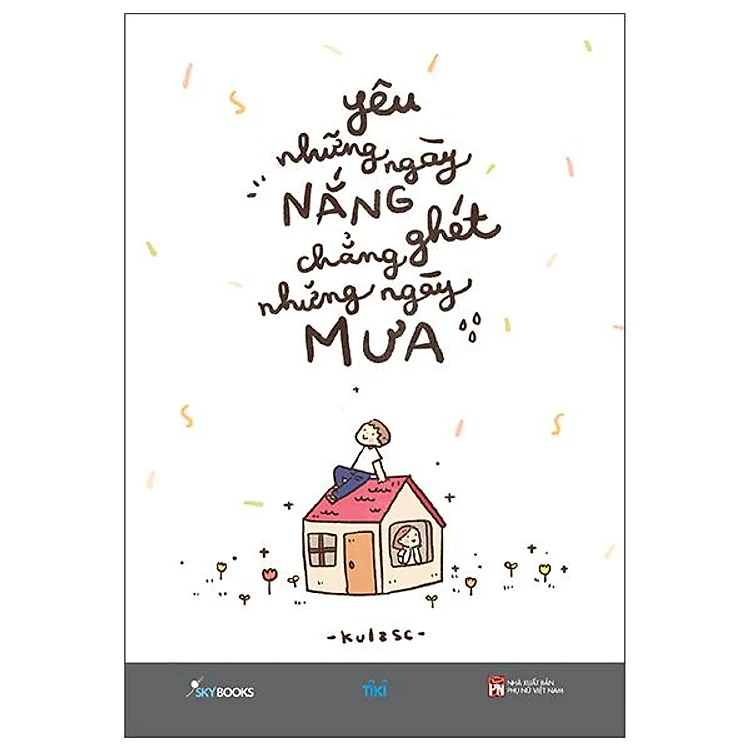 yêu
những ngày
NẮNG
chẳng ghét
những ngày
MƯA
-kulzsc-
SKYBOOKS
TIKI
PN NHÀ XUẤT BẢN
PHỤ NỮ VIỆT NAM